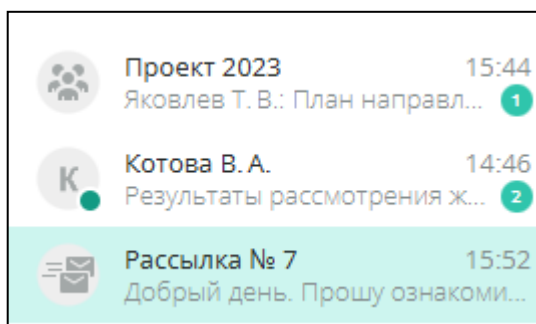 Проект 2023 15:44
Яковлев Т. В.: План направл... 1
К Котова В. А. 14:46
Результаты рассмотрения ж... 2
Рассылка № 7 15:52
Добрый день. Прошу ознакоми...